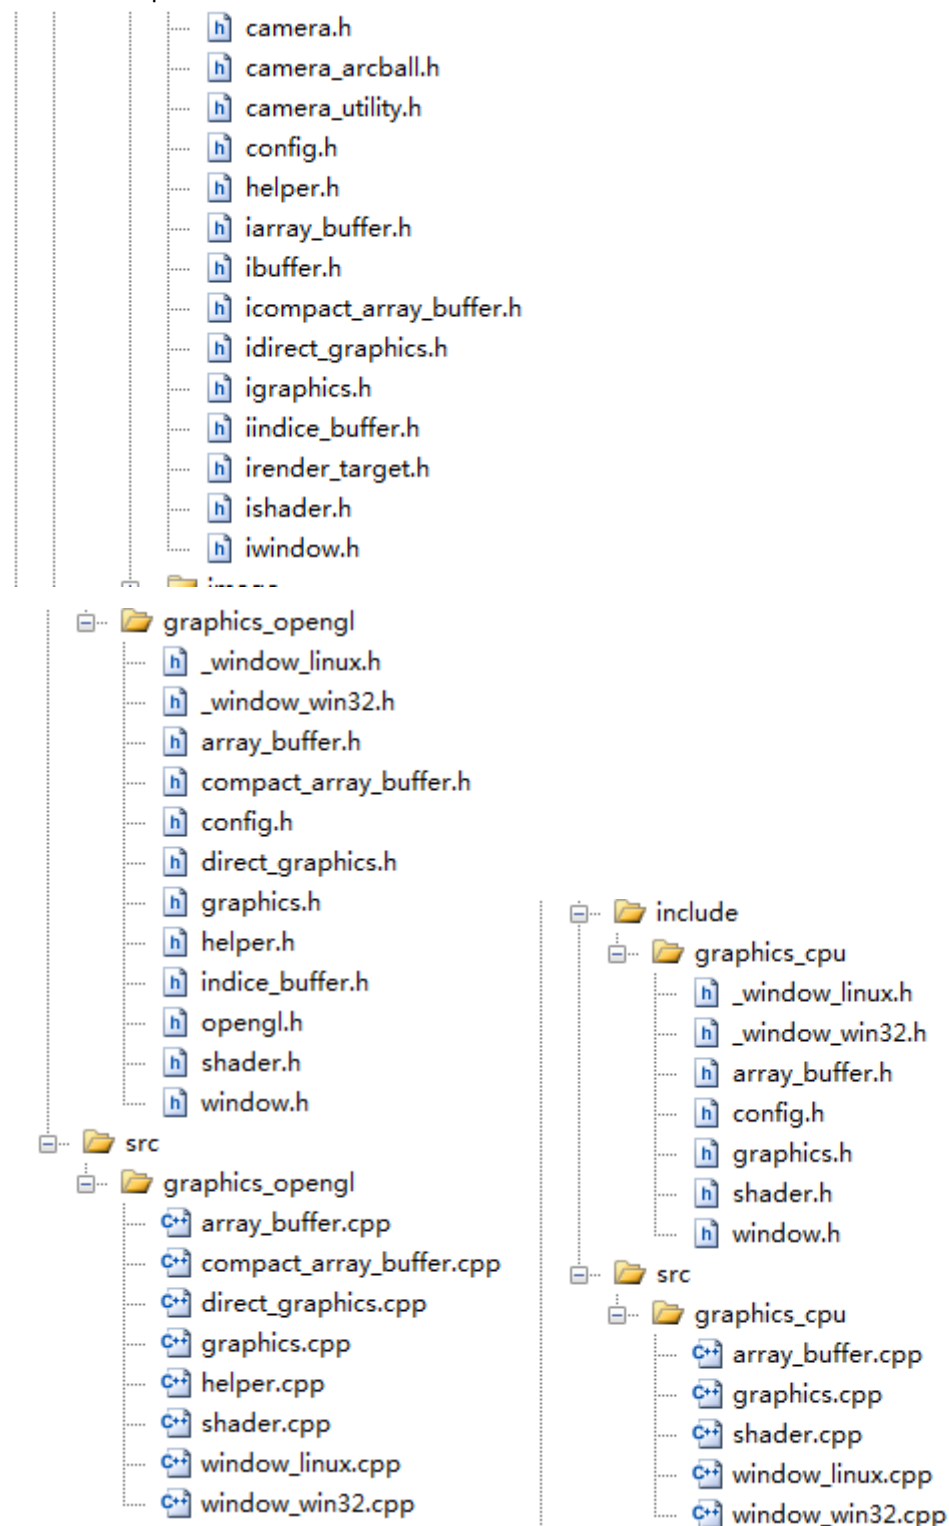 camera.h
camera_arcball.h
camera_utility.h
config.h
helper.h
iarray_buffer.h
ibuffer.h
icompact_array_buffer.h
idirect_graphics.h
igraphics.h
iindice_buffer.h
irender_target.h
ishader.h
iwindow.h
graphics_opengl
_window_linux.h
_window_win32.h
array_buffer.h
compact_array_buffer.h
config.h
direct_graphics.h
graphics.h
helper.h
indice_buffer.h
opengl.h
shader.h
window.h
src
graphics_opengl
array_buffer.cpp
compact_array_buffer.cpp
direct_graphics.cpp
graphics.cpp
helper.cpp
shader.cpp
window_linux.cpp
window_win32.cpp
include
graphics_cpu
_window_linux.h
_window_win32.h
array_buffer.h
config.h
graphics.h
shader.h
window.h
src
graphics_cpu
array_buffer.cpp
graphics.cpp
shader.cpp
window_linux.cpp
window_win32.cpp